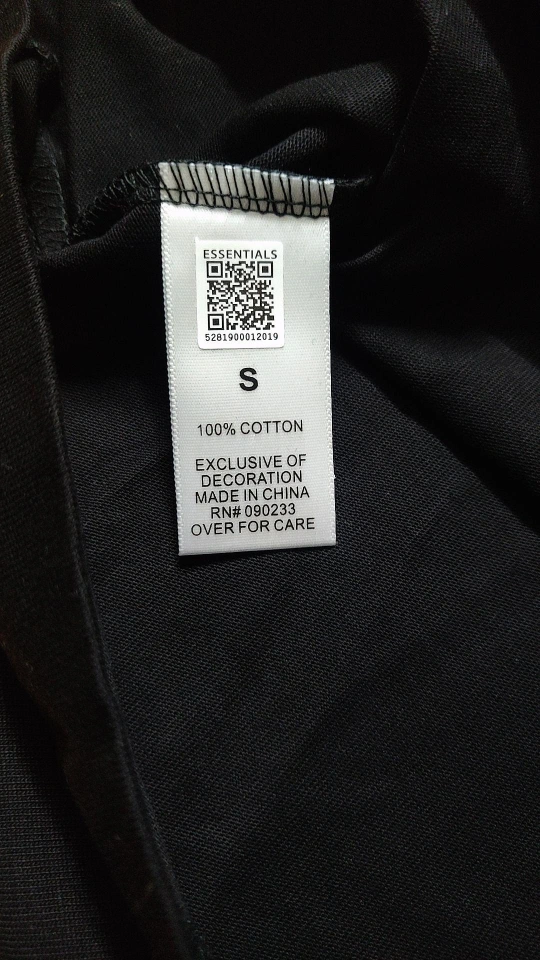 ESSENTIALS
5281900012019
S
100% COTTON
EXCLUSIVE OF
DECORATION
MADE IN CHINA
RN# 090233
OVER FOR CARE